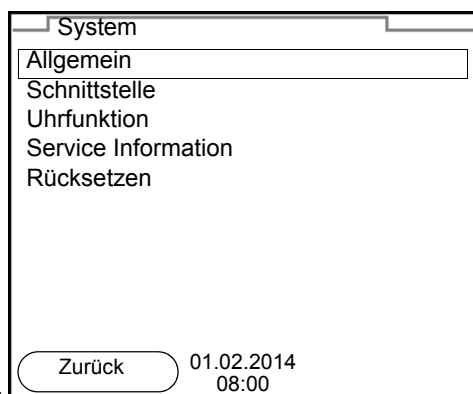 System
Allgemein
Schnittstelle
Uhrfunktion
Service Information
Rücksetzen
Zurück
01.02.2014
08:00